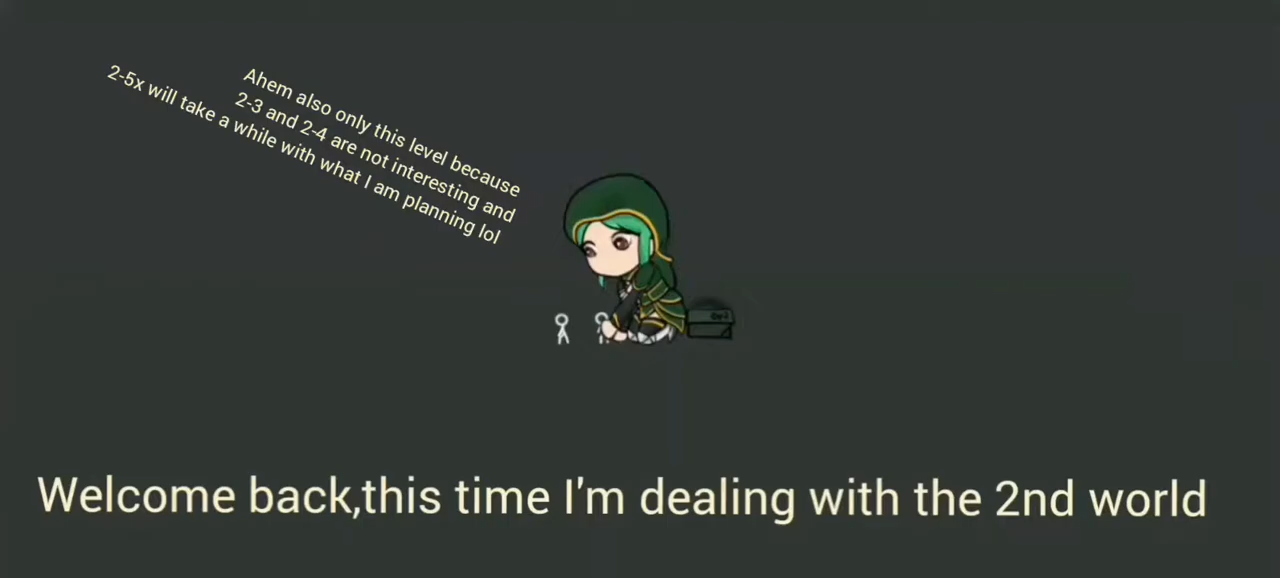 Ahem also only this level because
2-3 and 2-4 are not interesting and
2-5x will take a while with what I am planning lol
Welcome back,this time I'm dealing with the 2nd world